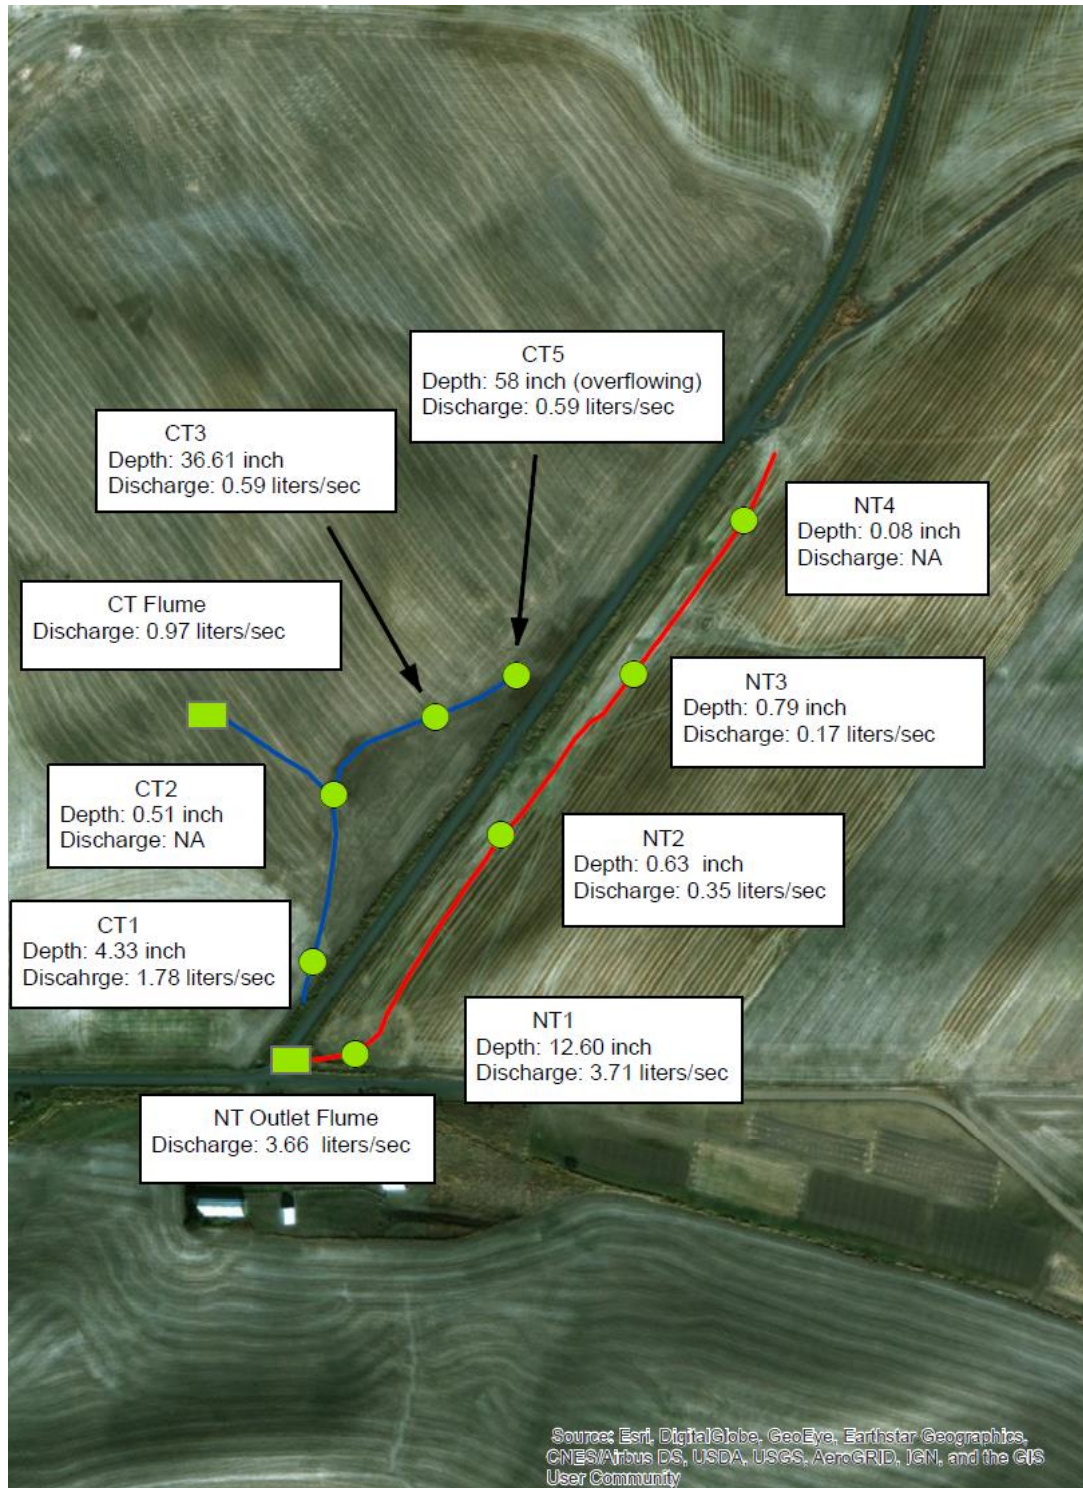 CT5
Depth: 58 inch (overflowing)
Discharge: 0.59 liters/sec
CT3
Depth: 36.61 inch
Discharge: 0.59 liters/sec
NT4
Depth: 0.08 inch
Discharge: NA
CT Flume
Discharge: 0.97 liters/sec
NT3
Depth: 0.79 inch
Discharge: 0.17 liters/sec
CT2
Depth: 0.51 inch
Discharge: NA
NT2
Depth: 0.63 inch
Discharge: 0.35 liters/sec
CT1
Depth: 4.33 inch
Discahrge: 1.78 liters/sec
NT1
Depth: 12.60 inch
Discharge: 3.71 liters/sec
NT Outlet Flume
Discharge: 3.66 liters/sec
Source: Esri, DigitalGlobe, GeoEye, Earthstar Geographics,
CNES/Airbus DS, USDA, USGS, AeroGRID, IGN, and the GIS
User Community